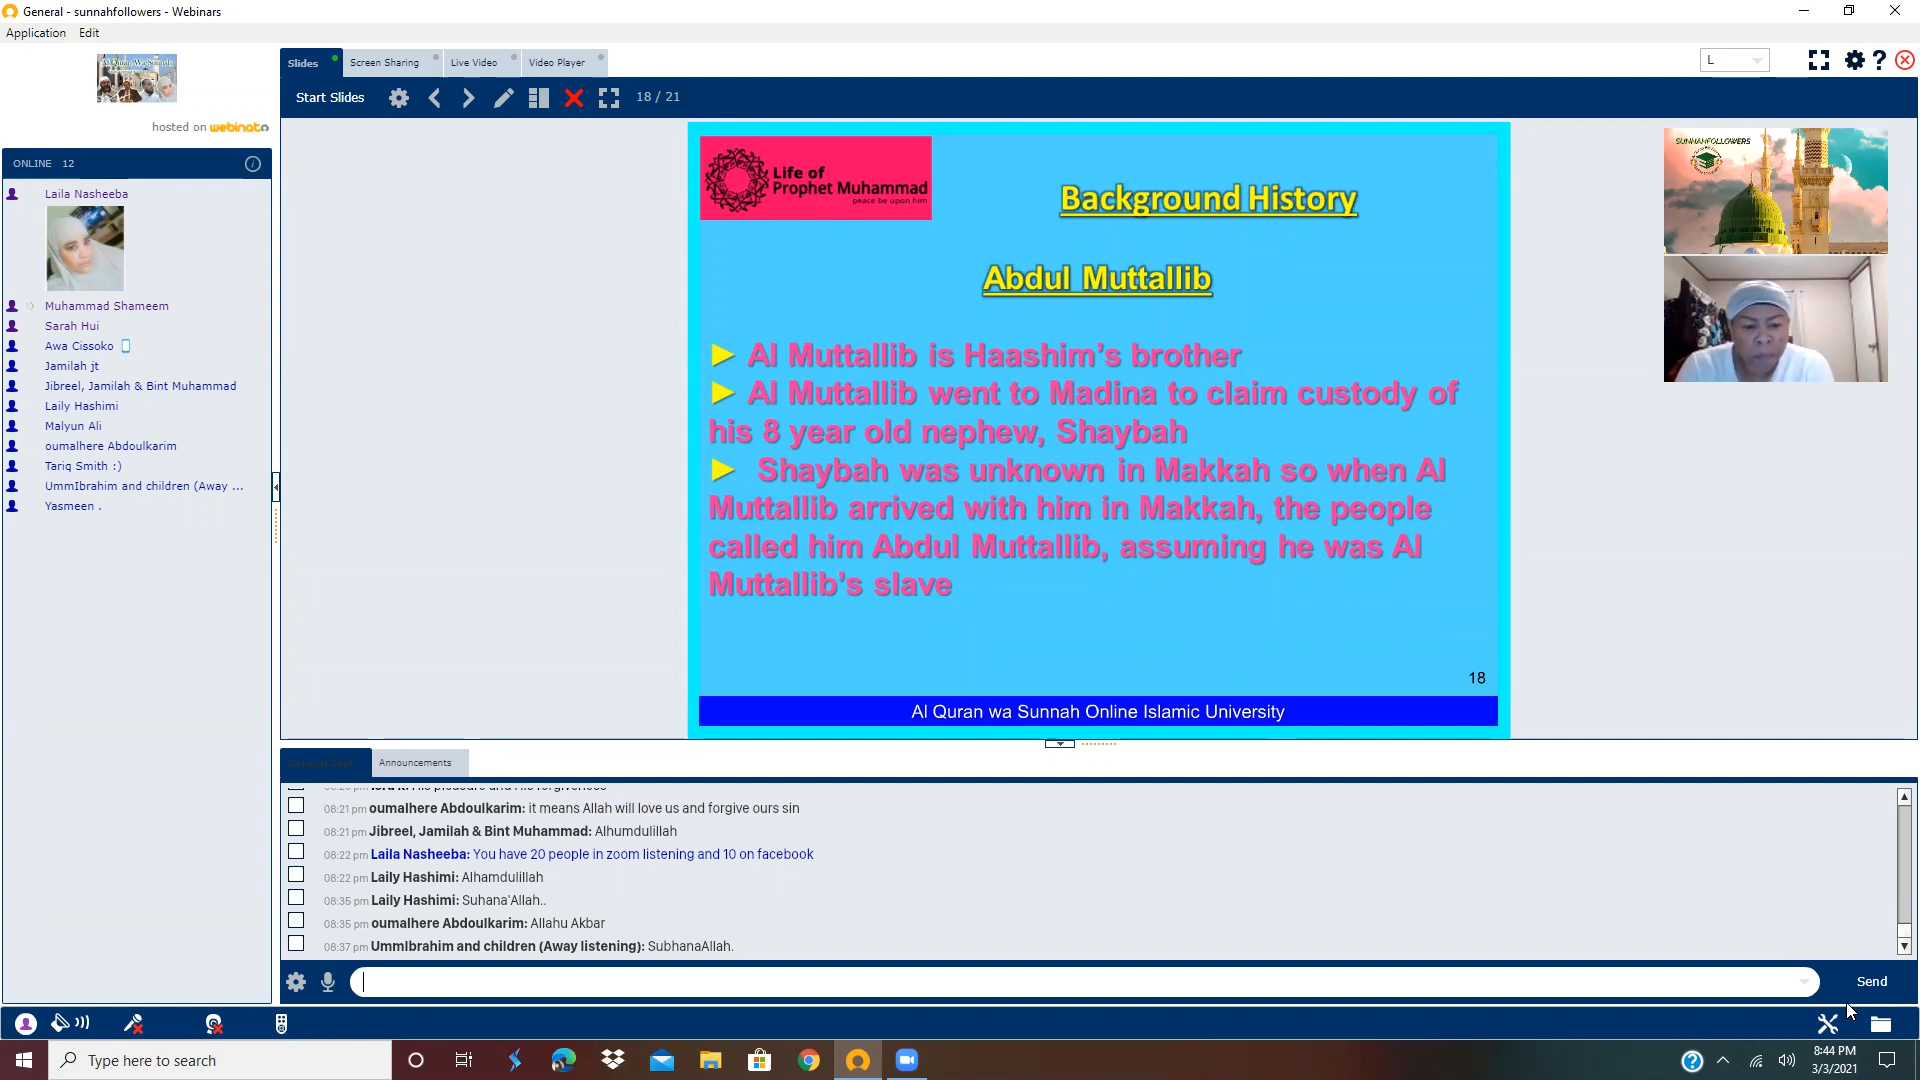 General - sunnahfollowers - Webinars
Application Edit
Al Quran Wa Sunnah
hosted on webinato
ONLINE 12
Laila Nasheeba
Muhammad Shameem
Sarah Hui
Awa Cissoko
Jamilah jt
Jibreel, Jamilah & Bint Muhammad
Laily Hashimi
Malyun Ali
oumalhere Abdoulkarim
Tariq Smith :)
UmmIbrahim and children (Away ...
Yasmeen .
Slides
Screen Sharing
Live Video
Video Player
L
Start Slides
18 / 21
Life of
Prophet Muhammad
peace be upon him
Background History
Abdul Muttallib
► Al Muttallib is Haashim’s brother
► Al Muttallib went to Madina to claim custody of
his 8 year old nephew, Shaybah
► Shaybah was unknown in Makkah so when Al
Muttallib arrived with him in Makkah, the people
called him Abdul Muttallib, assuming he was Al
Muttallib’s slave
18
Al Quran wa Sunnah Online Islamic University
SUNNAHFOLLOWERS
General Chat
Announcements
08:21 pm oumalhere Abdoulkarim: it means Allah will love us and forgive ours sin
08:21 pm Jibreel, Jamilah & Bint Muhammad: Alhumdulillah
08:22 pm Laila Nasheeba: You have 20 people in zoom listening and 10 on facebook
08:22 pm Laily Hashimi: Alhamdulillah
08:35 pm Laily Hashimi: Suhana'Allah..
08:35 pm oumalhere Abdoulkarim: Allahu Akbar
08:37 pm UmmIbrahim and children (Away listening): SubhanaAllah.
Send
Type here to search
8:44 PM
3/3/2021